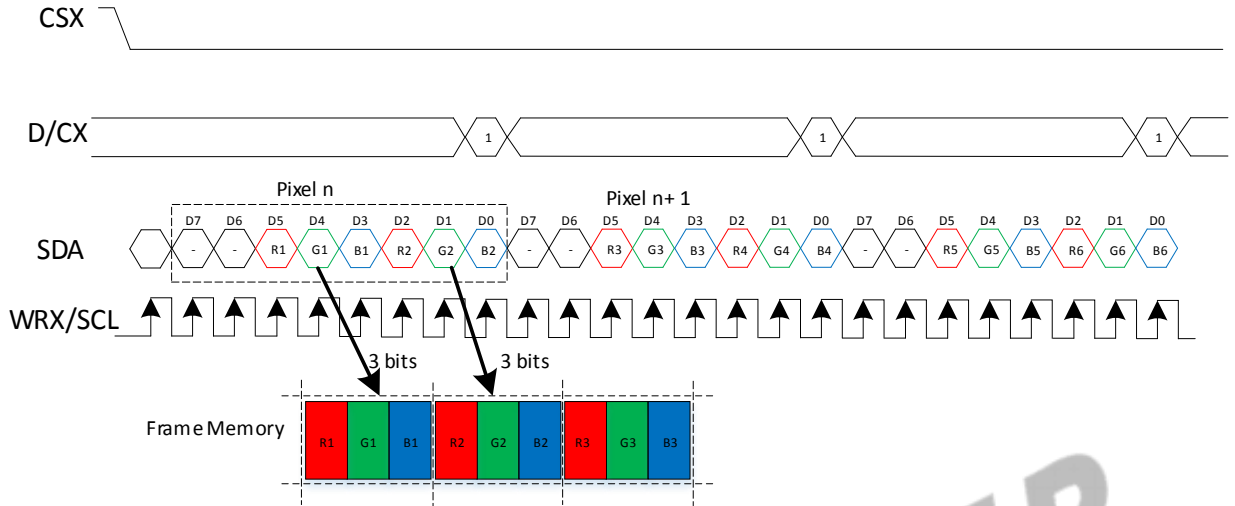 CSX
D/CX 1 1 1
Pixel n Pixel n+ 1
D7 D6 D5 D4 D3 D2 D1 D0 D7 D6 D5 D4 D3 D2 D1 D0 D7 D6 D5 D4 D3 D2 D1 D0
SDA - - R1 G1 B1 R2 G2 B2 - - R3 G3 B3 R4 G4 B4 - - R5 G5 B5 R6 G6 B6
WRX/SCL
3 bits 3 bits
Frame Memory R1 G1 B1 R2 G2 B2 R3 G3 B3